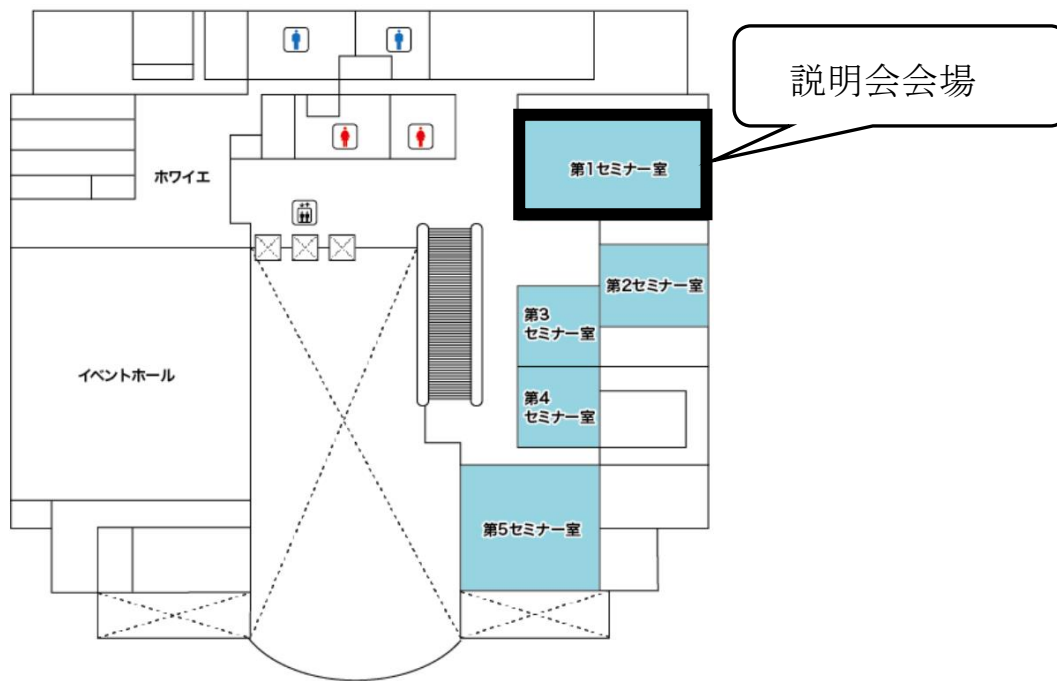 説明会会場
第1セミナー室
ホワイエ
第2セミナー室
第3
セミナー室
イベントホール
第4
セミナー室
第5セミナー室